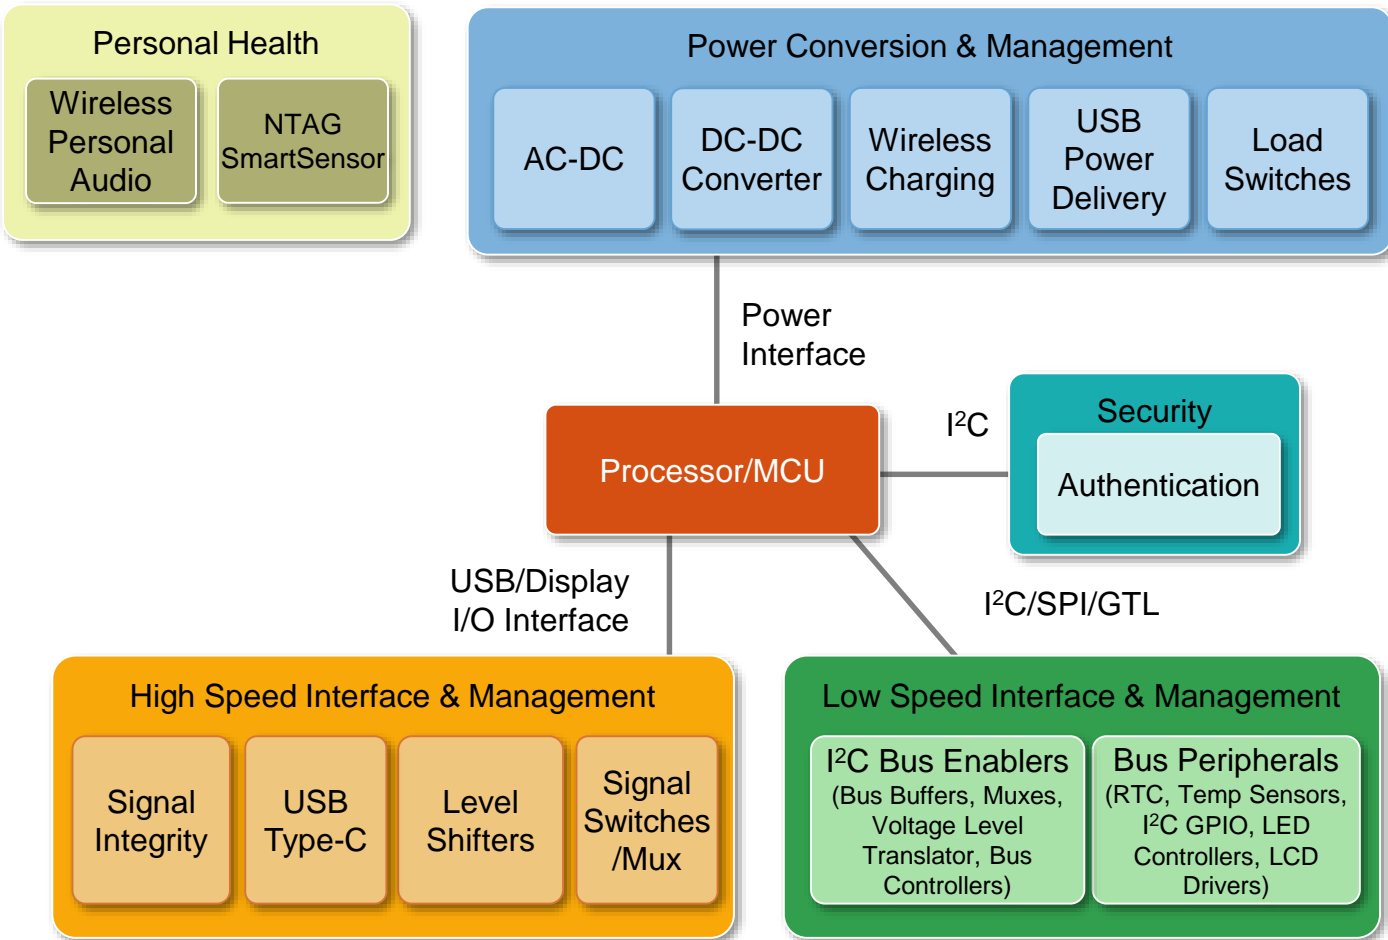 Personal Health
Wireless
Personal
Audio
NTAG
SmartSensor
Power Conversion & Management
AC-DC
DC-DC
Converter
Wireless
Charging
USB
Power
Delivery
Load
Switches
Power
Interface
Processor/MCU
I²C
Security
Authentication
USB/Display
I/O Interface
I²C/SPI/GTL
High Speed Interface & Management
Signal
Integrity
USB
Type-C
Level
Shifters
Signal
Switches
/Mux
Low Speed Interface & Management
I²C Bus Enablers
(Bus Buffers, Muxes,
Voltage Level
Translator, Bus
Controllers)
Bus Peripherals
(RTC, Temp Sensors,
I²C GPIO, LED
Controllers, LCD
Drivers)